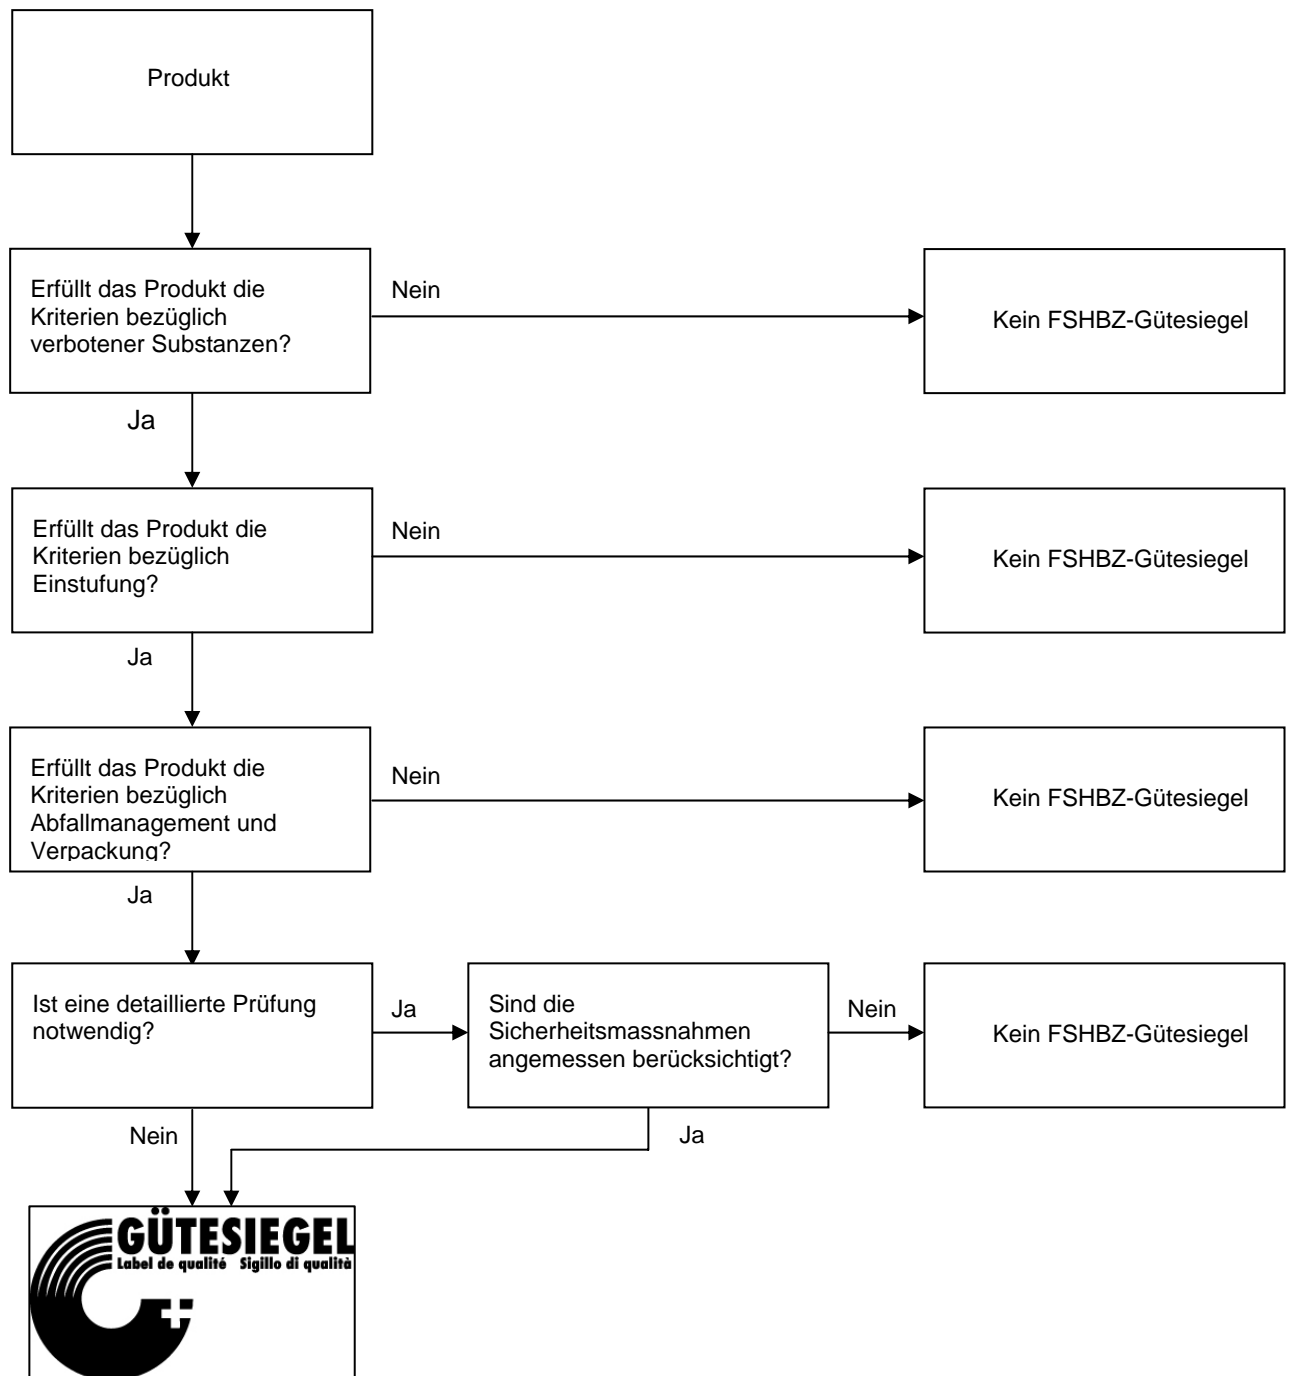 Produkt
Erfüllt das Produkt die
Kriterien bezüglich
verbotener Substanzen?
Nein
Kein FSHBZ-Gütesiegel
Ja
Erfüllt das Produkt die
Kriterien bezüglich
Einstufung?
Nein
Kein FSHBZ-Gütesiegel
Ja
Erfüllt das Produkt die
Kriterien bezüglich
Abfallmanagement und
Verpackung?
Nein
Kein FSHBZ-Gütesiegel
Ja
Ist eine detaillierte Prüfung
notwendig?
Ja
Sind die
Sicherheitsmassnahmen
angemessen berücksichtigt?
Nein
Kein FSHBZ-Gütesiegel
Nein
Ja
GÜTESIEGEL
Label de qualité Sigillo di qualità